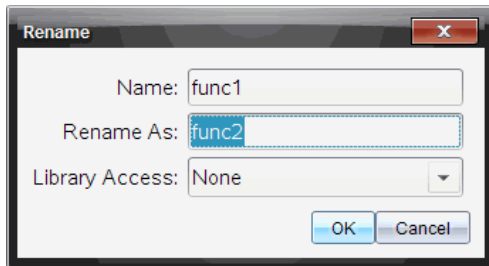 Rename
Name: func1
Rename As: func2
Library Access: None
OK Cancel